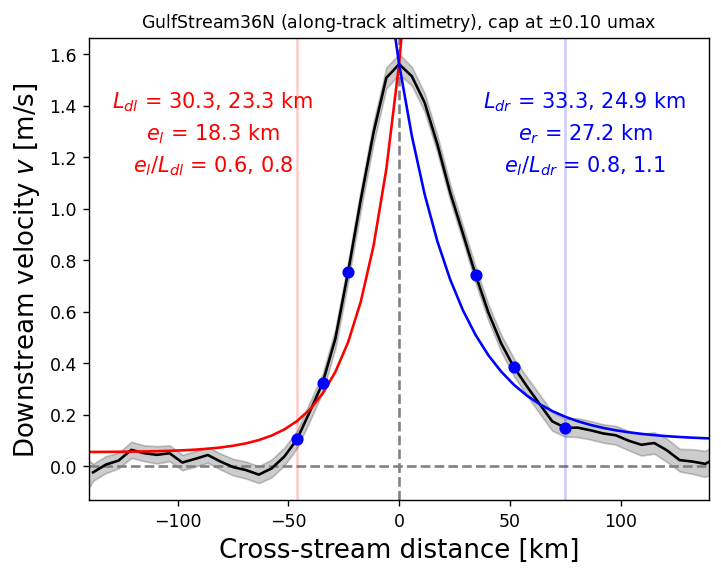 GulfStream36N (along-track altimetry), cap at ±0.10 umax
Downstream velocity v [m/s]
1.6
1.4
1.2
1.0
0.8
0.6
0.4
0.2
0.0
L_dl = 30.3, 23.3 km
e_l = 18.3 km
e_l/L_dl = 0.6, 0.8
L_dr = 33.3, 24.9 km
e_r = 27.2 km
e_l/L_dr = 0.8, 1.1
−100
−50
0
50
100
Cross-stream distance [km]